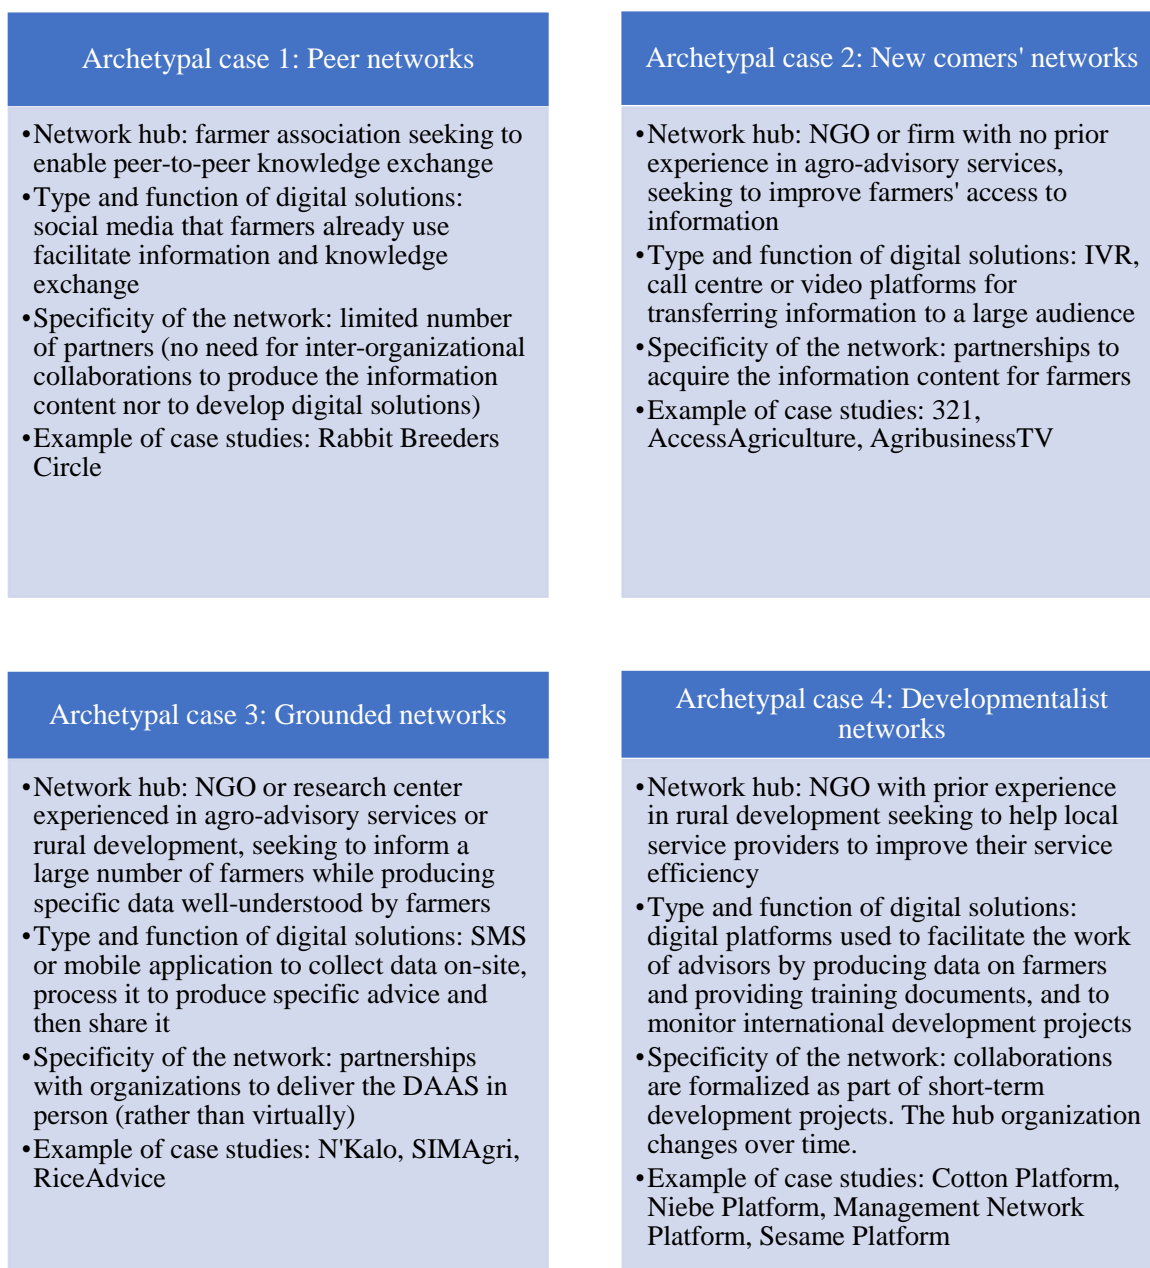 Archetypal case 1: Peer networks
•Network hub: farmer association seeking to
enable peer-to-peer knowledge exchange
•Type and function of digital solutions:
social media that farmers already use
facilitate information and knowledge
exchange
•Specificity of the network: limited number
of partners (no need for inter-organizational
collaborations to produce the information
content nor to develop digital solutions)
•Example of case studies: Rabbit Breeders
Circle
Archetypal case 2: New comers' networks
•Network hub: NGO or firm with no prior
experience in agro-advisory services,
seeking to improve farmers' access to
information
•Type and function of digital solutions: IVR,
call centre or video platforms for
transferring information to a large audience
•Specificity of the network: partnerships to
acquire the information content for farmers
•Example of case studies: 321,
AccessAgriculture, AgribusinessTV
Archetypal case 3: Grounded networks
•Network hub: NGO or research center
experienced in agro-advisory services or
rural development, seeking to inform a
large number of farmers while producing
specific data well-understood by farmers
•Type and function of digital solutions: SMS
or mobile application to collect data on-site,
process it to produce specific advice and
then share it
•Specificity of the network: partnerships
with organizations to deliver the DAAS in
person (rather than virtually)
•Example of case studies: N'Kalo, SIMAgri,
RiceAdvice
Archetypal case 4: Developmentalist
networks
•Network hub: NGO with prior experience
in rural development seeking to help local
service providers to improve their service
efficiency
•Type and function of digital solutions:
digital platforms used to facilitate the work
of advisors by producing data on farmers
and providing training documents, and to
monitor international development projects
•Specificity of the network: collaborations
are formalized as part of short-term
development projects. The hub organization
changes over time.
•Example of case studies: Cotton Platform,
Niebe Platform, Management Network
Platform, Sesame Platform